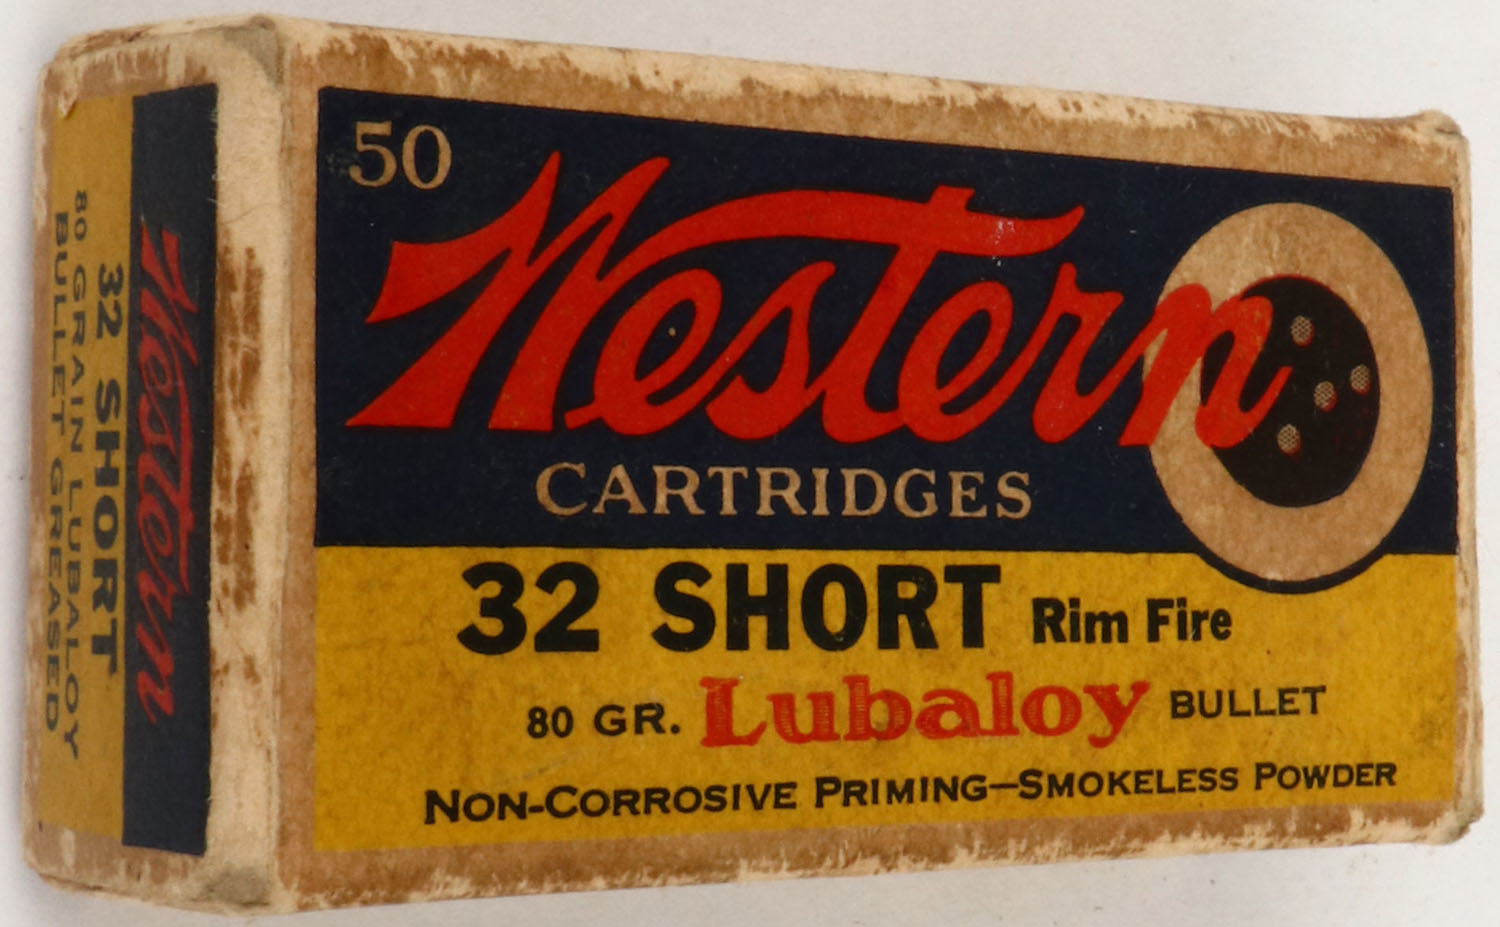 50
Western
CARTRIDGES
32 SHORT Rim Fire
80 GR. Lubaloy BULLET
NON-CORROSIVE PRIMING—SMOKELESS POWDER
Western
32 SHORT
80 GRAIN LUBALOY
BULLET GREASED